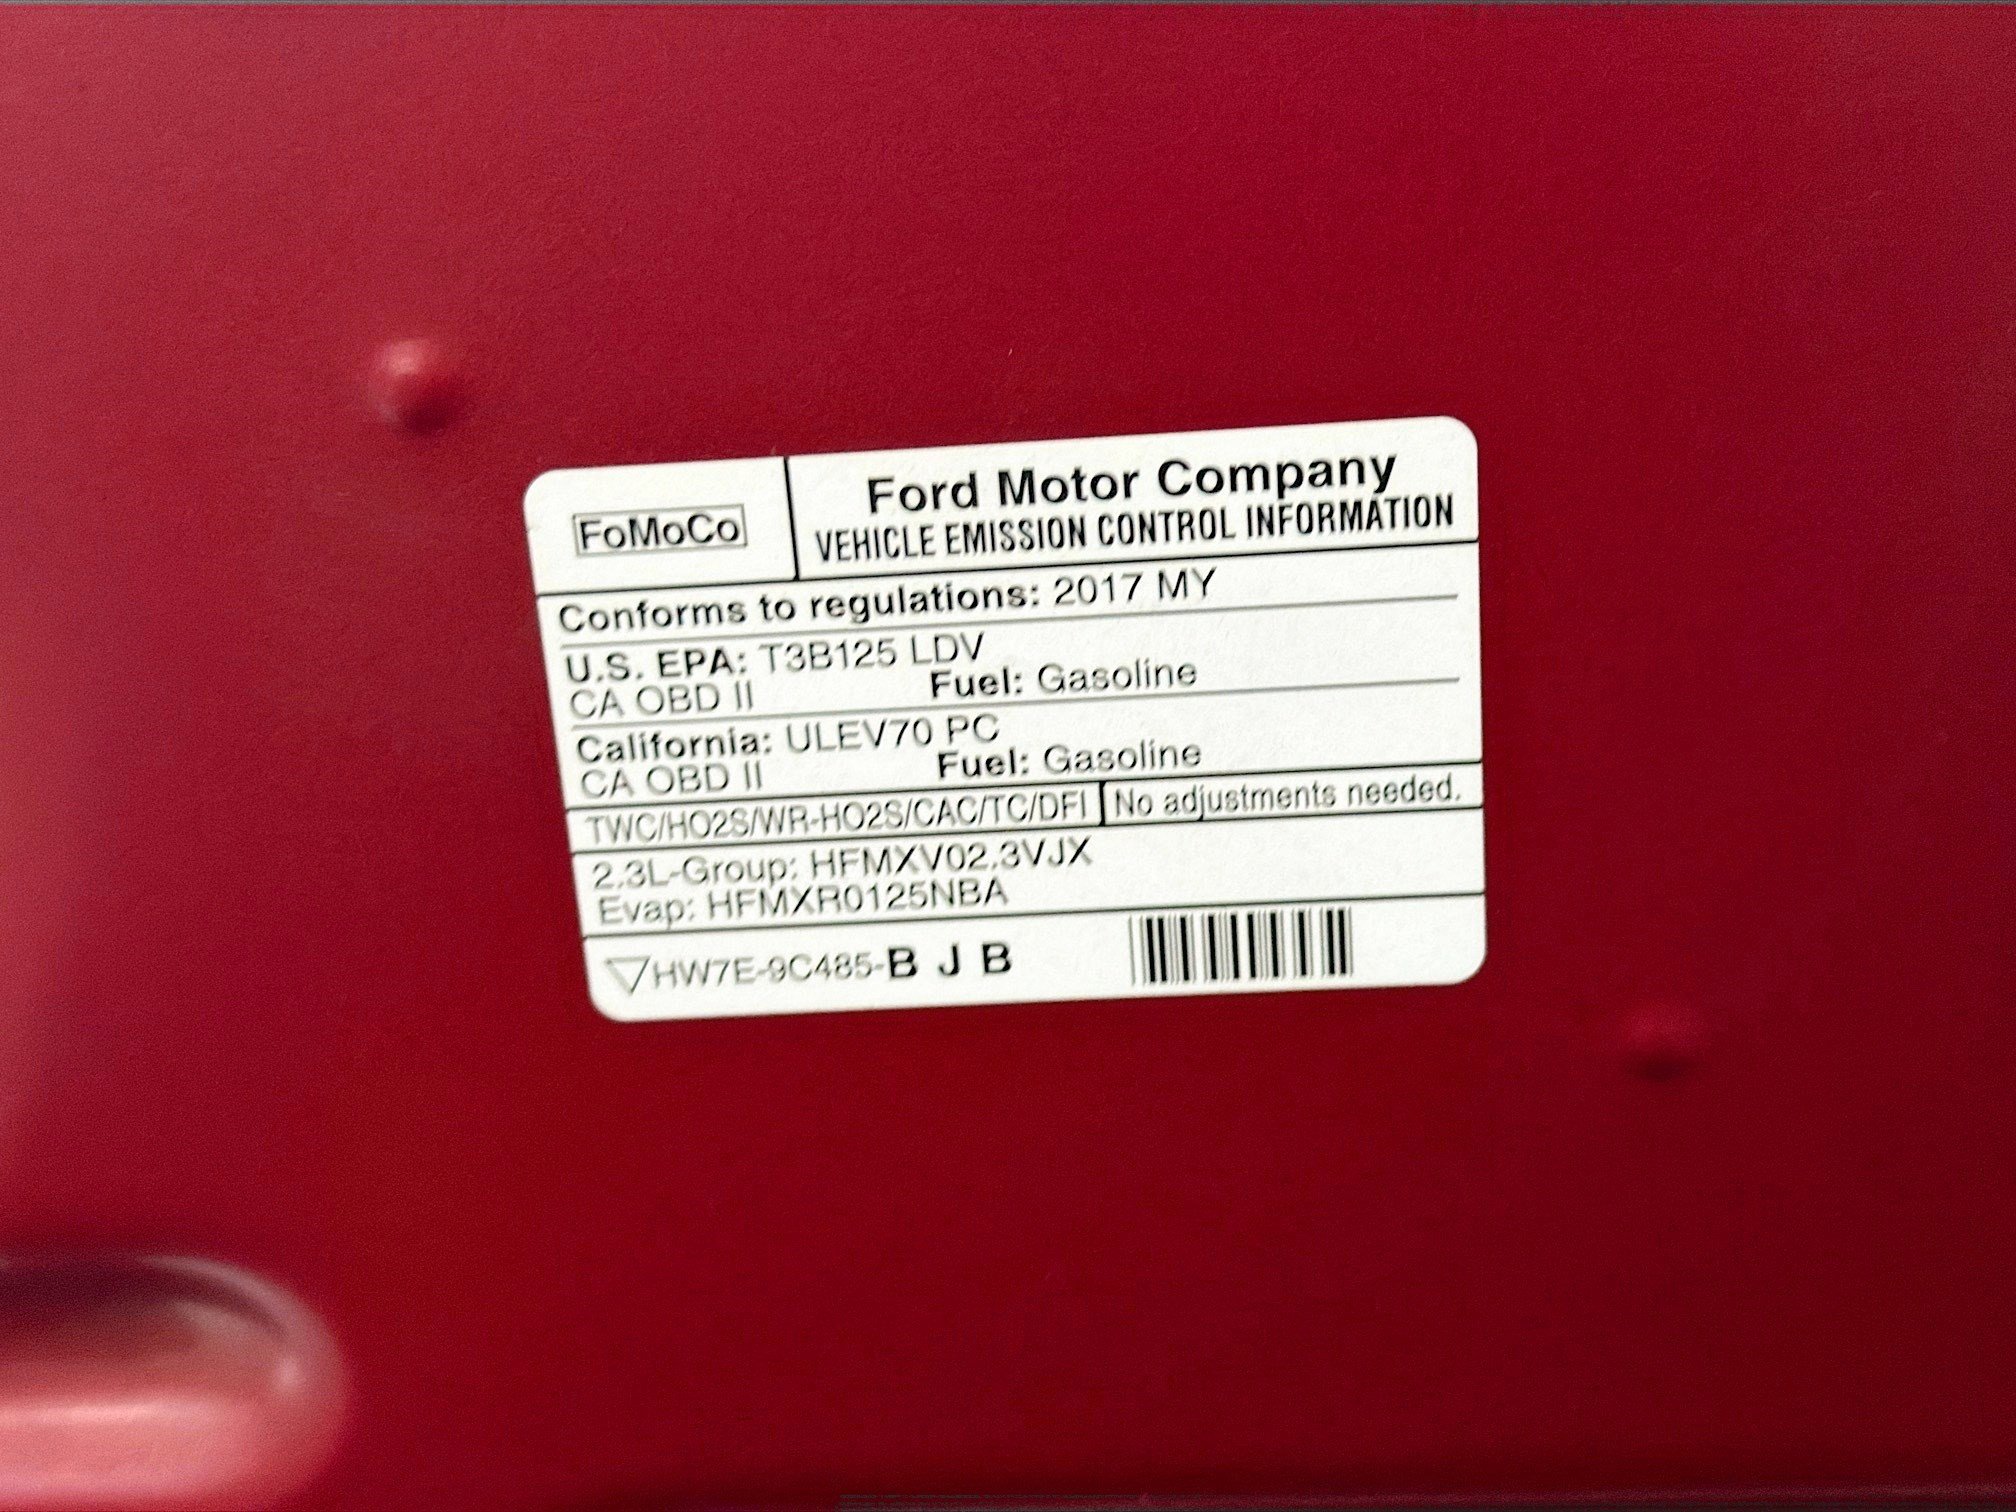 FoMoCo
Ford Motor Company
VEHICLE EMISSION CONTROL INFORMATION
Conforms to regulations: 2017 MY
U.S. EPA: T3B125 LDV
CA OBD II Fuel: Gasoline
California: ULEV70 PC
CA OBD II Fuel: Gasoline
TWC/HO2S/WR-HO2S/CAC/TC/DFI No adjustments needed.
2.3L-Group: HFMXV02.3VJX
Evap: HFMXR0125NBA
▽HW7E-9C485-B J B